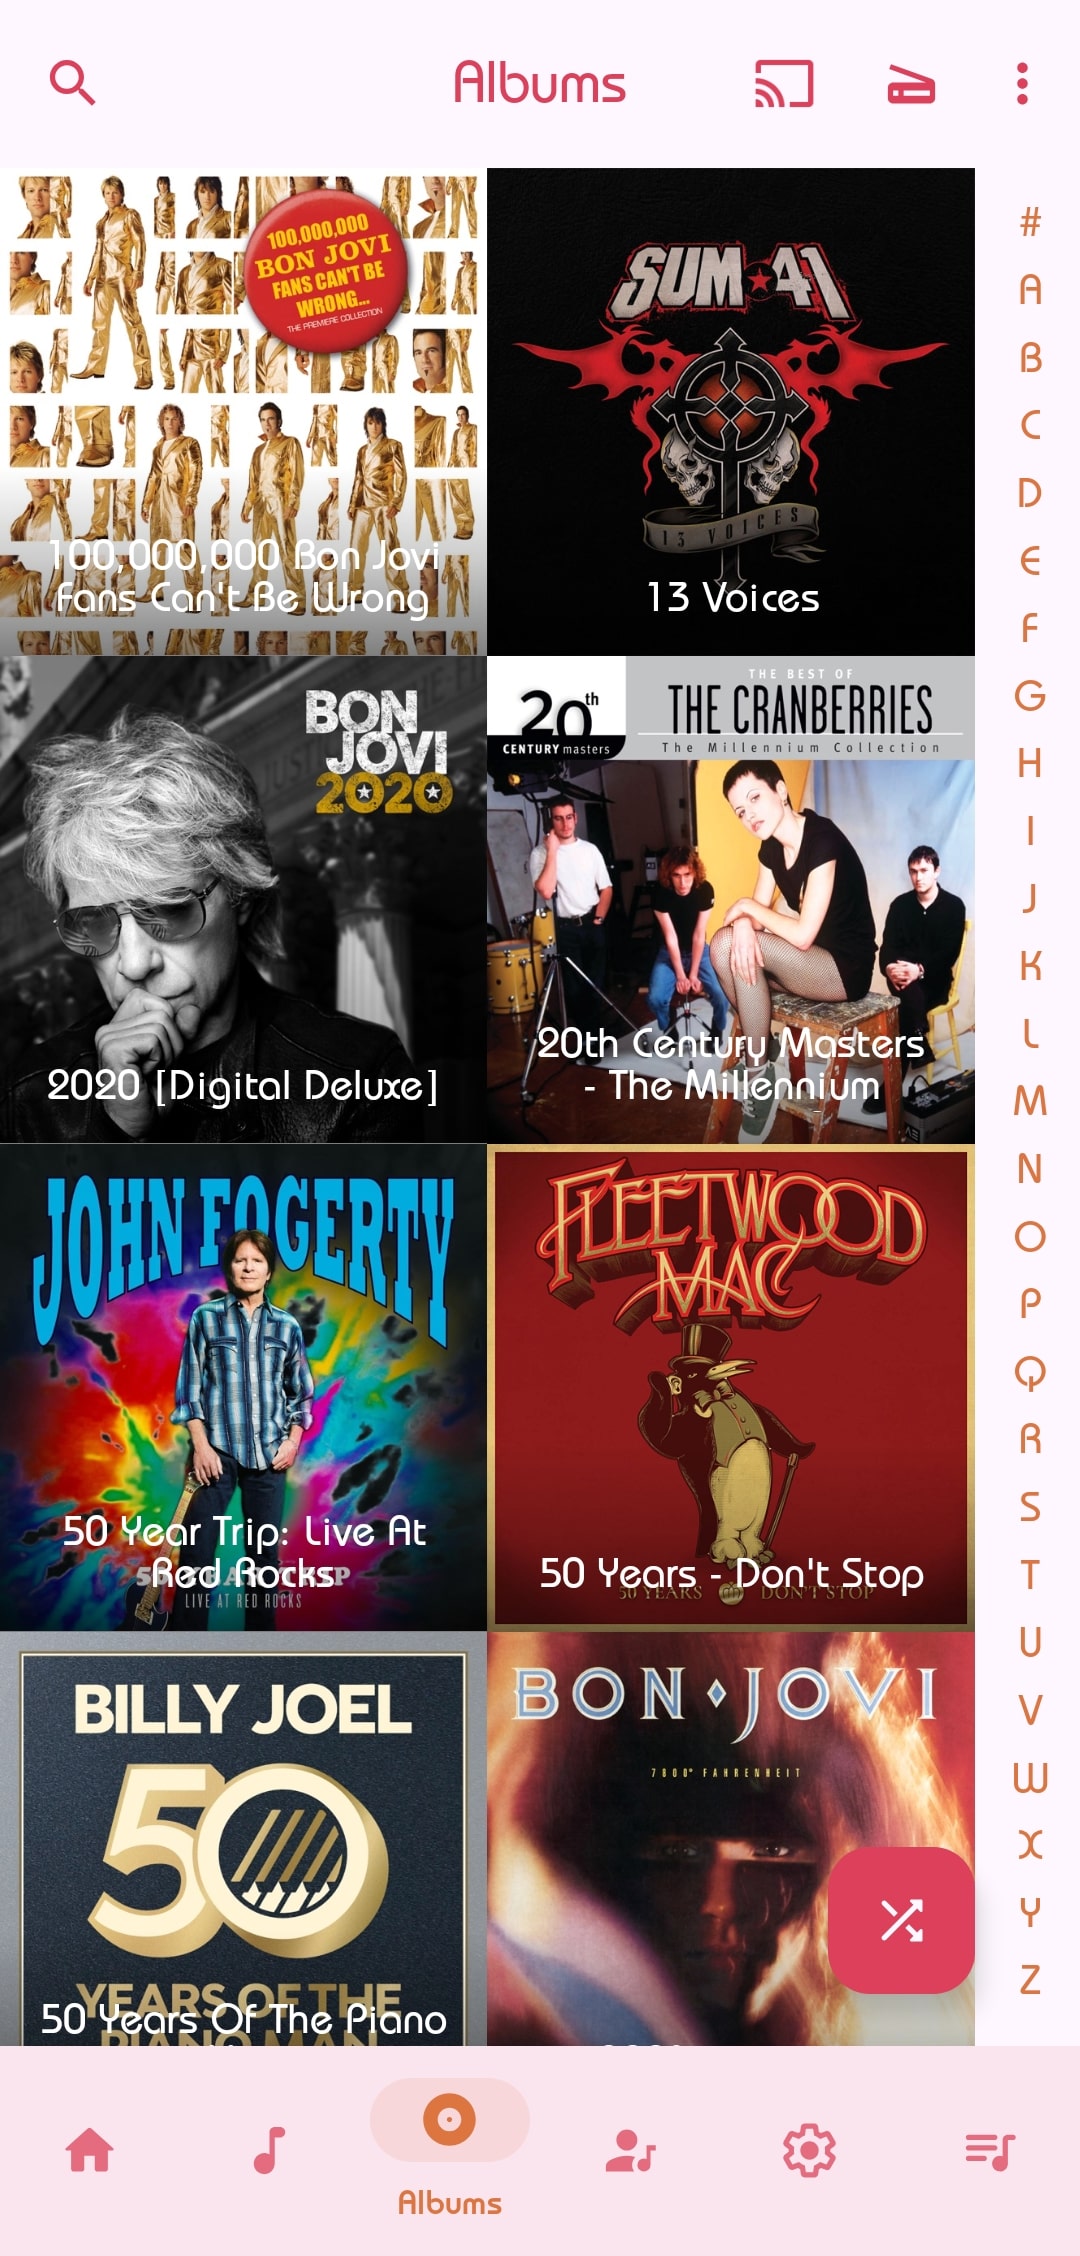 Albums
100,000,000
BON JOVI
FANS CAN'T BE
WRONG...
THE PREMIERE COLLECTION
100,000,000 Bon Jovi
Fans Can't Be Wrong
SUM 41
13 VOICES
13 Voices
BON
JOVI
2020
2020 [Digital Deluxe]
20th
CENTURY masters
THE BEST OF
THE CRANBERRIES
The Millennium Collection
20th Century Masters
- The Millennium
JOHN FOGERTY
50 Year Trip: Live At
Red Rocks
50 YEAR TRIP
LIVE AT RED ROCKS
FLEETWOOD
MAC
50 Years - Don't Stop
50 YEARS DON'T STOP
BILLY JOEL
50
YEARS OF THE
PIANO MAN
50 Years Of The Piano
BON JOVI
7800° FAHRENHEIT
#
A
B
C
D
E
F
G
H
I
J
K
L
M
N
O
P
Q
R
S
T
U
V
W
X
Y
Z
Albums